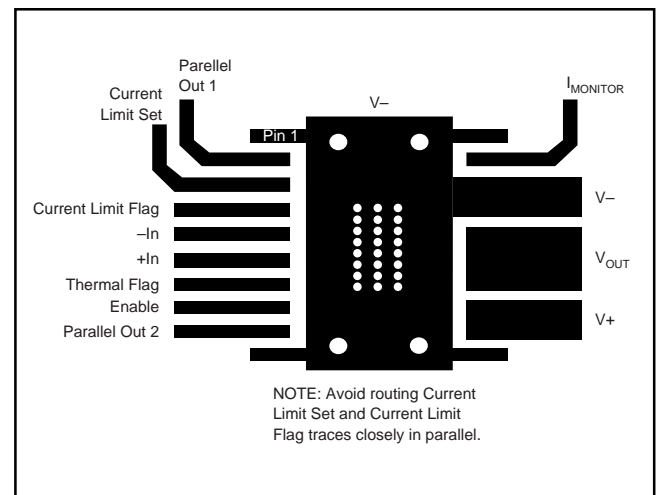 Parellel
Out 1
Current
Limit Set
V–
I_MONITOR
Pin 1
Current Limit Flag
–In
+In
Thermal Flag
Enable
Parallel Out 2
V–
V_OUT
V+
NOTE: Avoid routing Current
Limit Set and Current Limit
Flag traces closely in parallel.